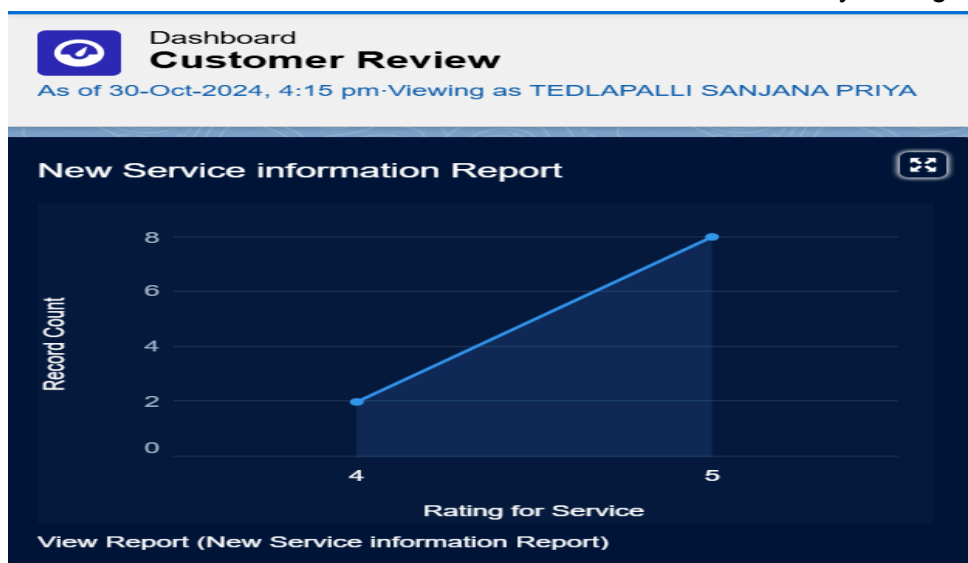 Dashboard
Customer Review
As of 30-Oct-2024, 4:15 pm·Viewing as TEDLAPALLI SANJANA PRIYA
New Service information Report
8
6
4
2
0
Record Count
4 5
Rating for Service
View Report (New Service information Report)